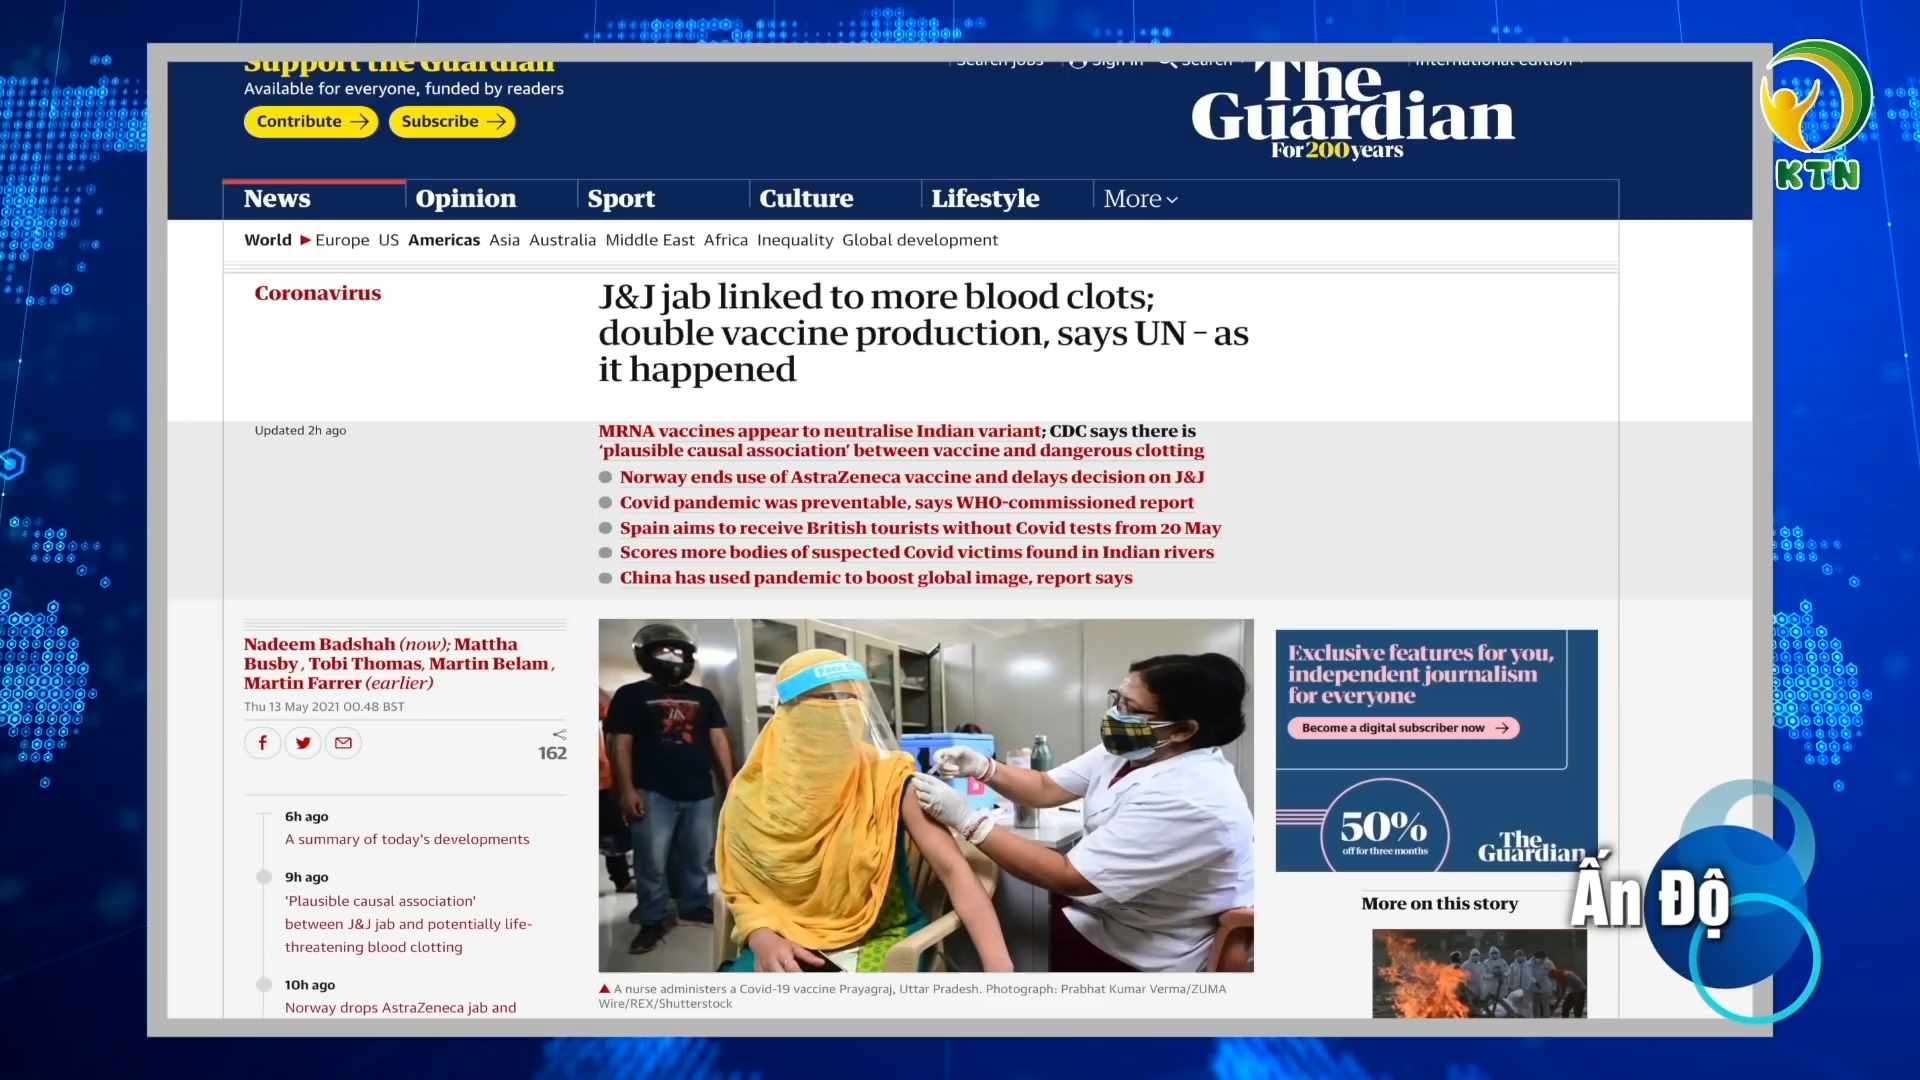 Support the Guardian
Available for everyone, funded by readers
Contribute
Subscribe
Search jobs
Sign in
Search
International edition
The
Guardian
For 200 years
KTN
News
Opinion
Sport
Culture
Lifestyle
More
World
Europe US Americas Asia Australia Middle East Africa Inequality Global development
Coronavirus
J&J jab linked to more blood clots;
double vaccine production, says UN – as
it happened
Updated 2h ago
MRNA vaccines appear to neutralise Indian variant; CDC says there is
‘plausible causal association’ between vaccine and dangerous clotting
Norway ends use of AstraZeneca vaccine and delays decision on J&J
Covid pandemic was preventable, says WHO-commissioned report
Spain aims to receive British tourists without Covid tests from 20 May
Scores more bodies of suspected Covid victims found in Indian rivers
China has used pandemic to boost global image, report says
Nadeem Badshah (now); Mattha
Busby , Tobi Thomas, Martin Belam ,
Martin Farrer (earlier)
Thu 13 May 2021 00.48 BST
162
6h ago
A summary of today's developments
9h ago
'Plausible causal association'
between J&J jab and potentially life-
threatening blood clotting
10h ago
Norway drops AstraZeneca jab and
A nurse administers a Covid-19 vaccine Prayagraj, Uttar Pradesh. Photograph: Prabhat Kumar Verma/ZUMA
Wire/REX/Shutterstock
Exclusive features for you,
independent journalism
for everyone
Become a digital subscriber now
50%
off for three months
The
Guardian
More on this story
Ấn Độ